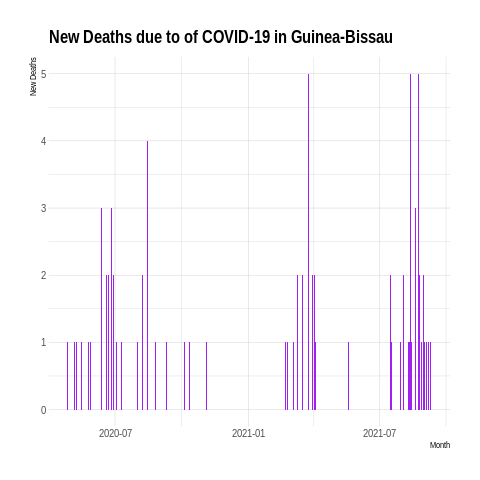 New Deaths due to of COVID-19 in Guinea-Bissau
New Deaths
5
4
3
2
1
0
2020-07 2021-01 2021-07
Month